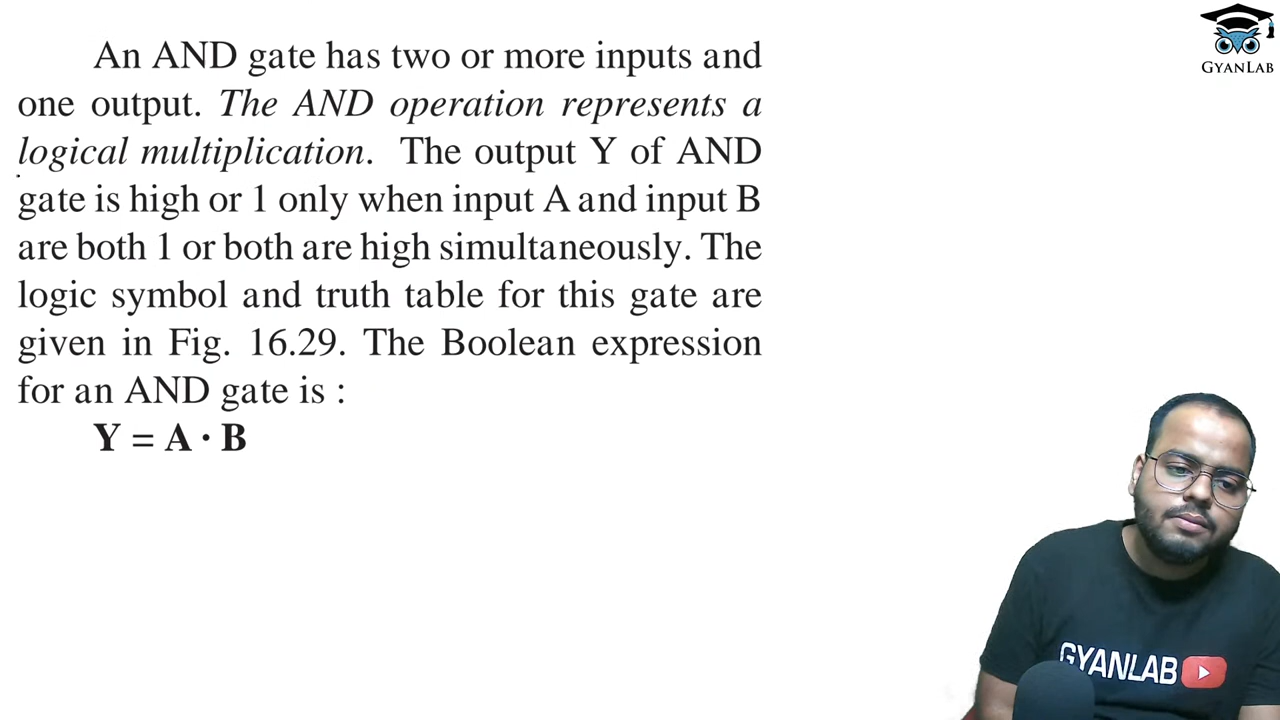 An AND gate has two or more inputs and
one output. The AND operation represents a
logical multiplication. The output Y of AND
gate is high or 1 only when input A and input B
are both 1 or both are high simultaneously. The
logic symbol and truth table for this gate are
given in Fig. 16.29. The Boolean expression
for an AND gate is :
Y = A · B
GYANLAB
GYANLAB